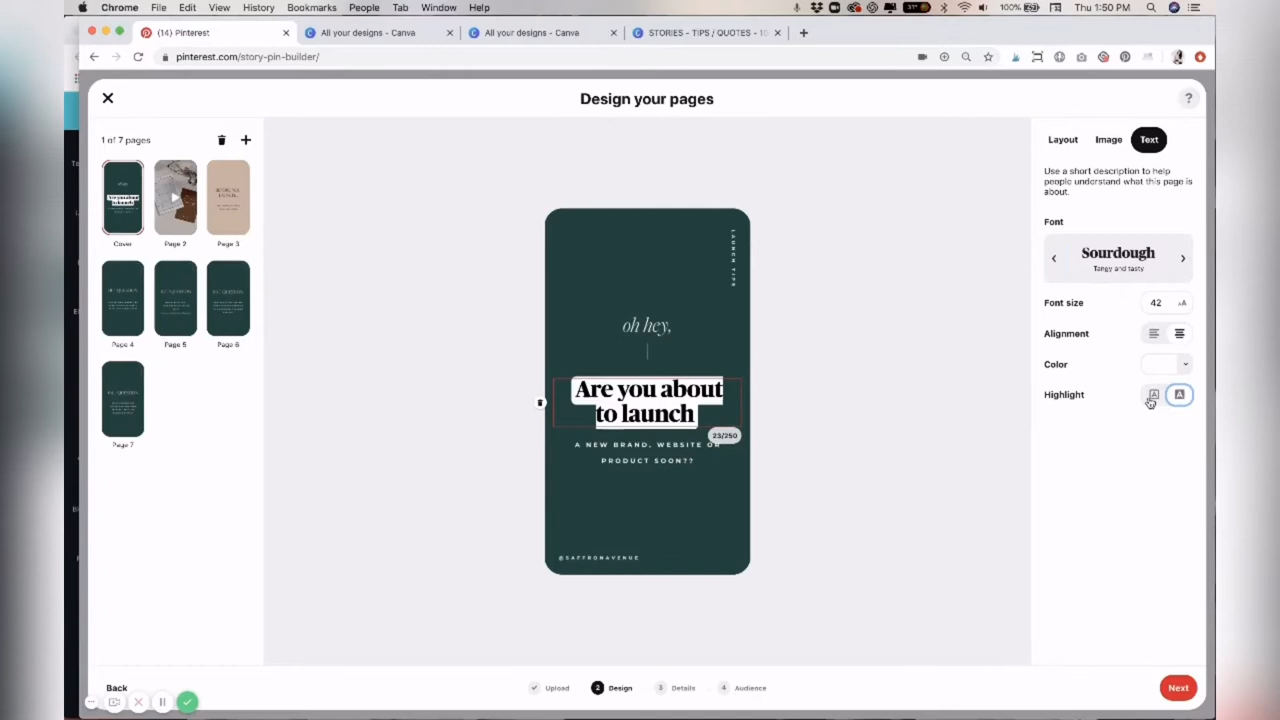 Chrome File Edit View History Bookmarks People Tab Window Help
31° 100% Thu 1:50 PM
(14) Pinterest
All your designs - Canva
All your designs - Canva
STORIES - TIPS / QUOTES - 10
pinterest.com/story-pin-builder/
Design your pages
?
1 of 7 pages
Cover
Page 2
Page 3
Page 4
Page 5
Page 6
Page 7
LAUNCH TIPS
oh hey,
Are you about
to launch
23/250
A NEW BRAND, WEBSITE OR
PRODUCT SOON??
@SAFFRONAVENUE
Layout Image Text
Use a short description to help
people understand what this page is
about.
Font
Sourdough
Tangy and tasty
Font size 42
Alignment
Color
Highlight
Back
Upload 2 Design 3 Details 4 Audience
Next